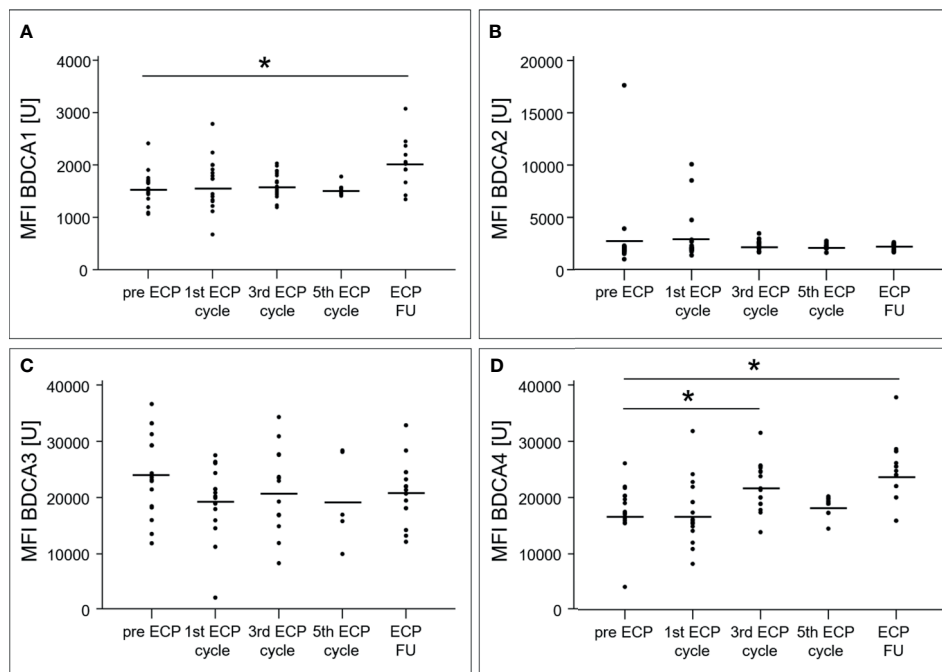 A
MFI BDCA1 [U]
4000
3000
2000
1000
0
*
pre ECP
1st ECP
cycle
3rd ECP
cycle
5th ECP
cycle
ECP
FU
B
MFI BDCA2 [U]
20000
15000
10000
5000
0
pre ECP
1st ECP
cycle
3rd ECP
cycle
5th ECP
cycle
ECP
FU
C
MFI BDCA3 [U]
40000
30000
20000
10000
0
pre ECP
1st ECP
cycle
3rd ECP
cycle
5th ECP
cycle
ECP
FU
D
MFI BDCA4 [U]
40000
30000
20000
10000
0
*
*
pre ECP
1st ECP
cycle
3rd ECP
cycle
5th ECP
cycle
ECP
FU